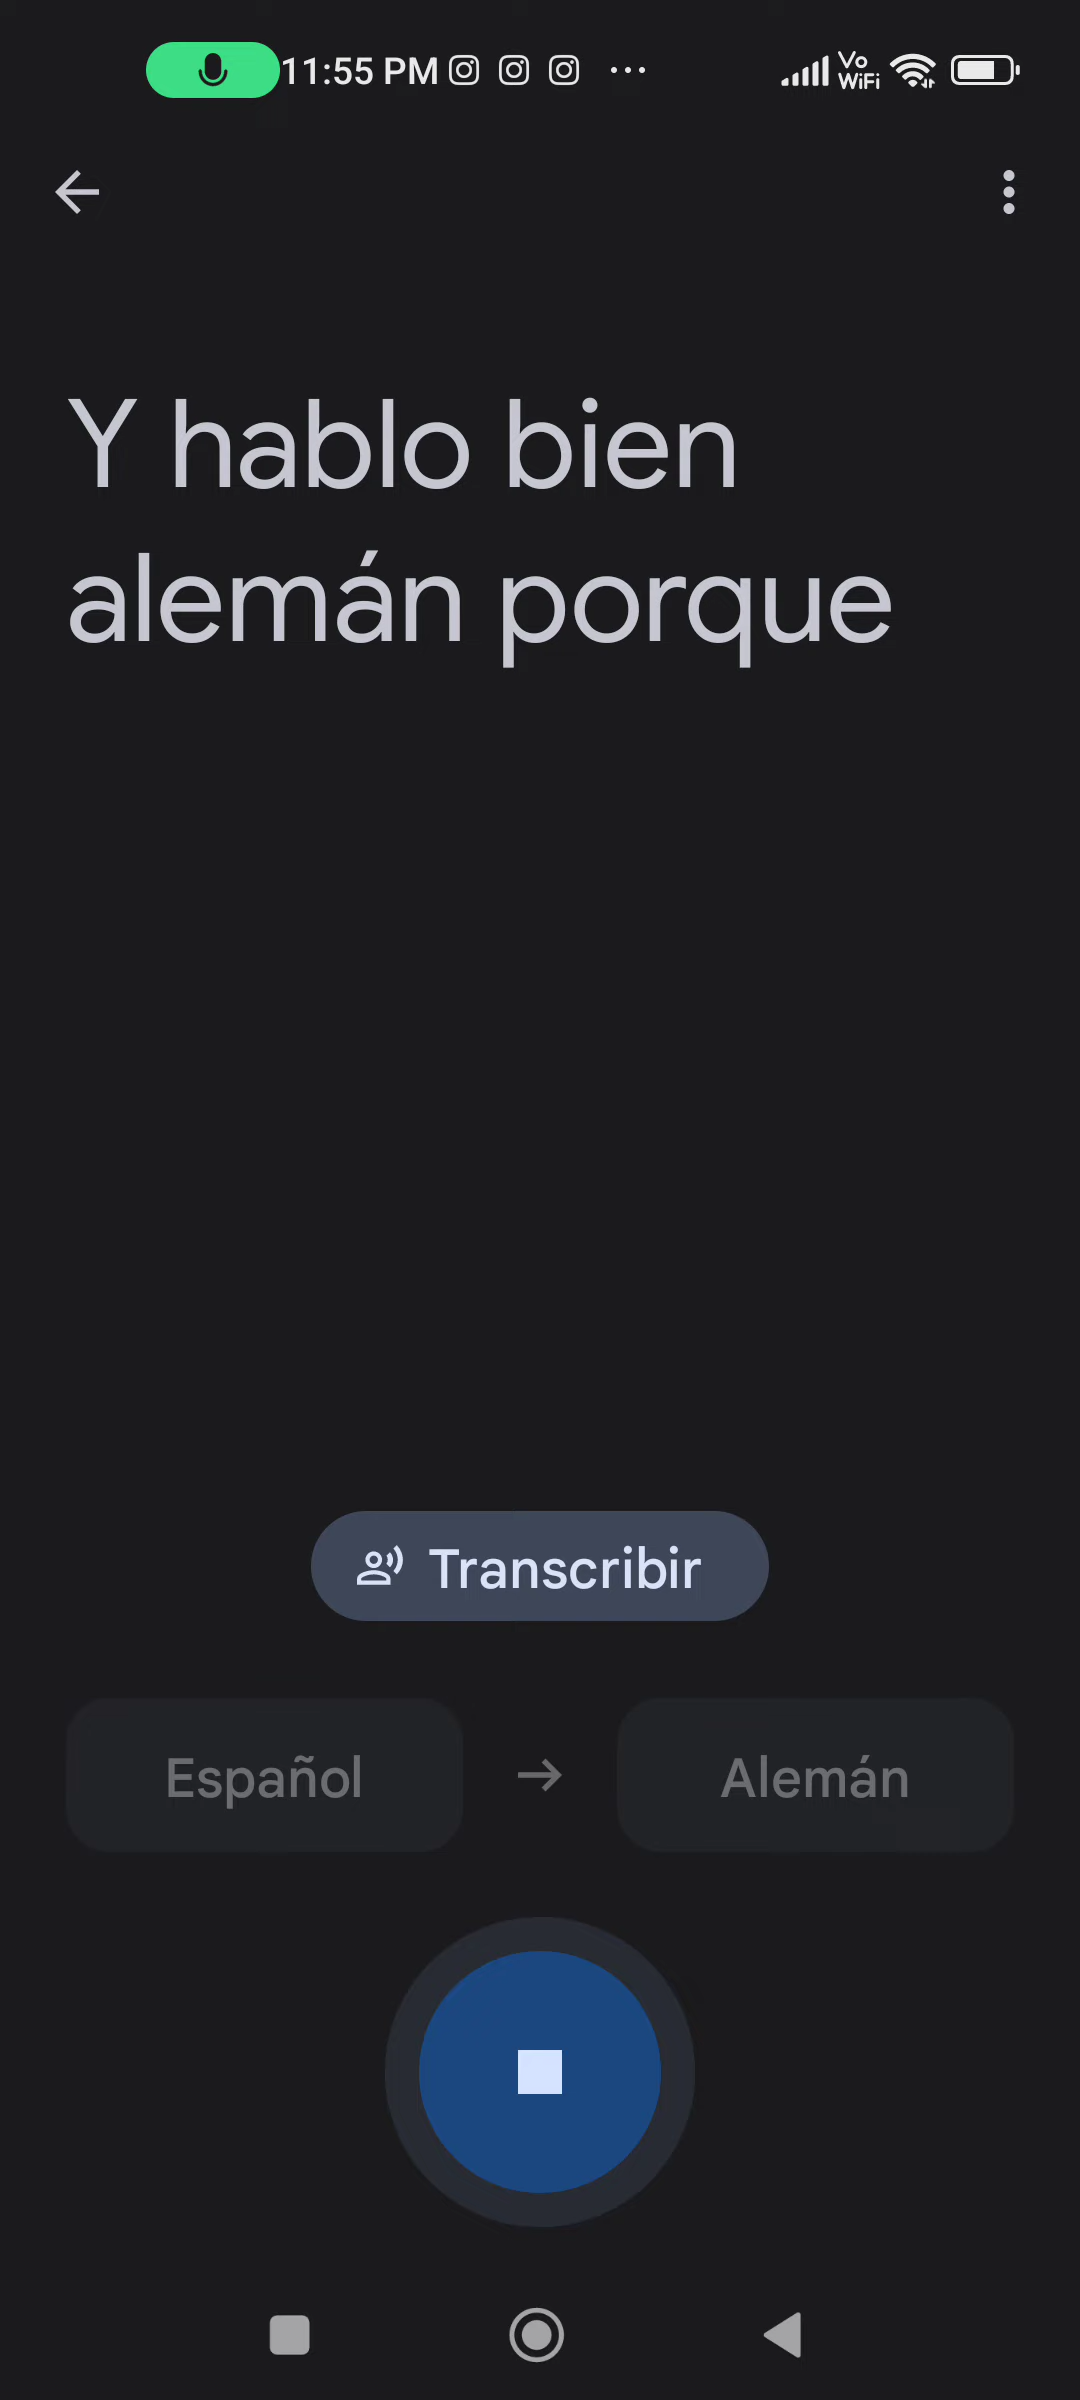 11:55 PM
Vo
WiFi
Y hablo bien
alemán porque
Transcribir
Español
Alemán